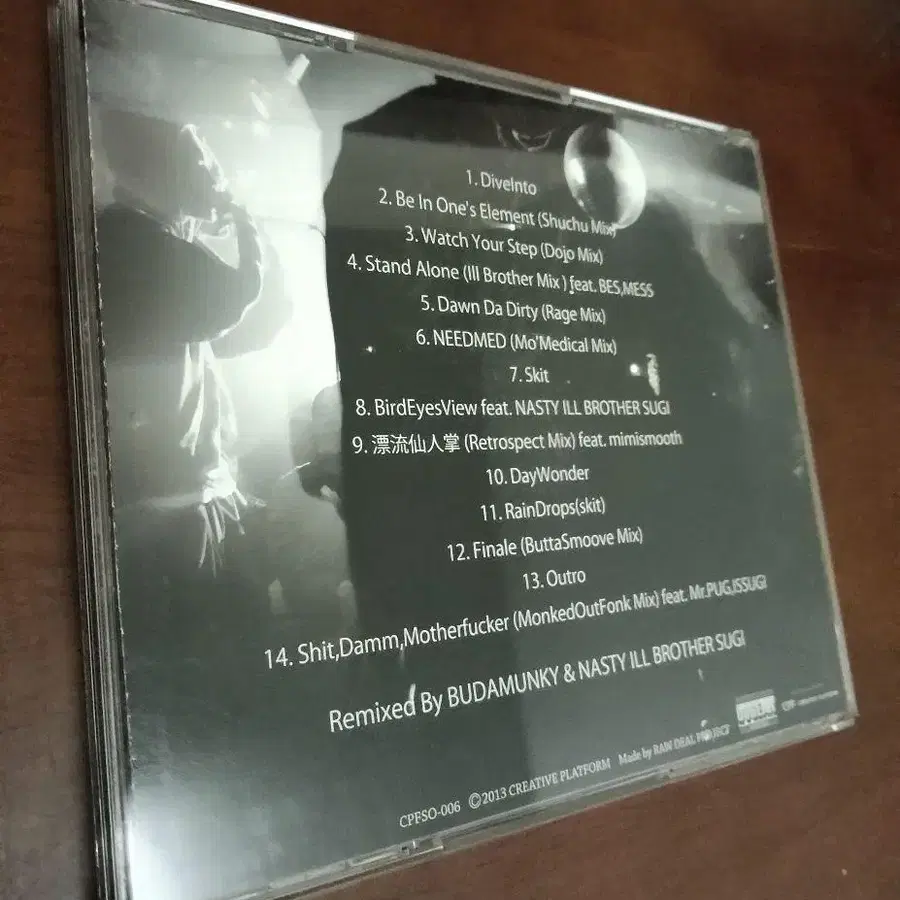 1. DiveInto
2. Be In One's Element (Shuchu Mix)
3. Watch Your Step (Dojo Mix)
4. Stand Alone (Ill Brother Mix ) feat. BES,MESS
5. Dawn Da Dirty (Rage Mix)
6. NEEDMED (Mo'Medical Mix)
7. Skit
8. BirdEyesView feat. NASTY ILL BROTHER SUGI
9. 漂流仙人掌 (Retrospect Mix) feat. mimismooth
10. DayWonder
11. RainDrops(skit)
12. Finale (ButtaSmoove Mix)
13. Outro
14. Shit,Damm,Motherfucker (MonkedOutFonk Mix) feat. Mr.PUG,ISSUGI
Remixed By BUDAMUNKY & NASTY ILL BROTHER SUGI
CPFSO-006 ©2013 CREATIVE PLATFORM Made by RAW DEAL PROJECT